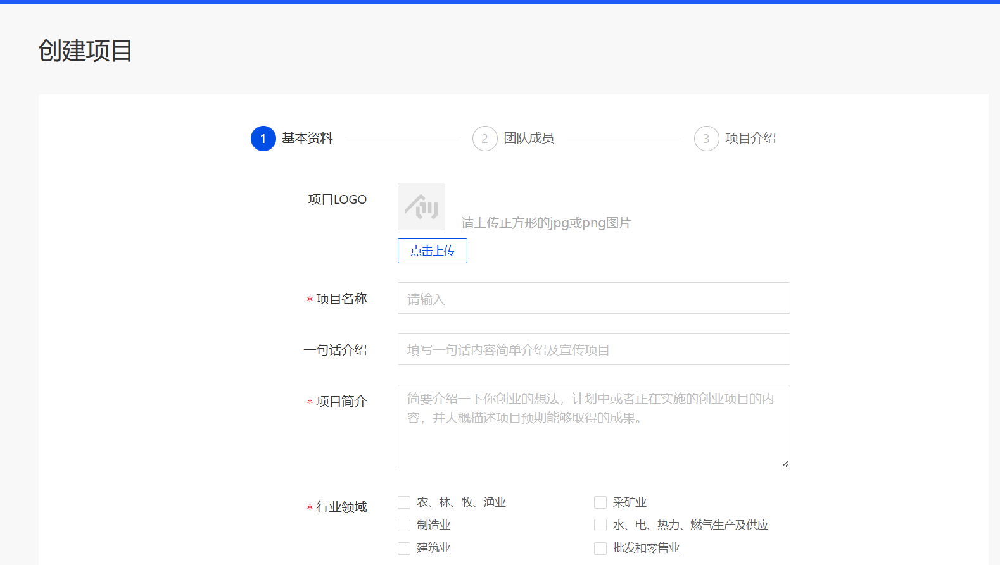 创建项目
1 基本资料 2 团队成员 3 项目介绍
项目LOGO
请上传正方形的jpg或png图片
点击上传
* 项目名称 请输入
一句话介绍 填写一句话内容简单介绍及宣传项目
* 项目简介 简要介绍一下你创业的想法，计划中或者正在实施的创业项目的内
容，并大概描述项目预期能够取得的成果。
* 行业领域 农、林、牧、渔业 采矿业
制造业 水、电、热力、燃气生产及供应
建筑业 批发和零售业